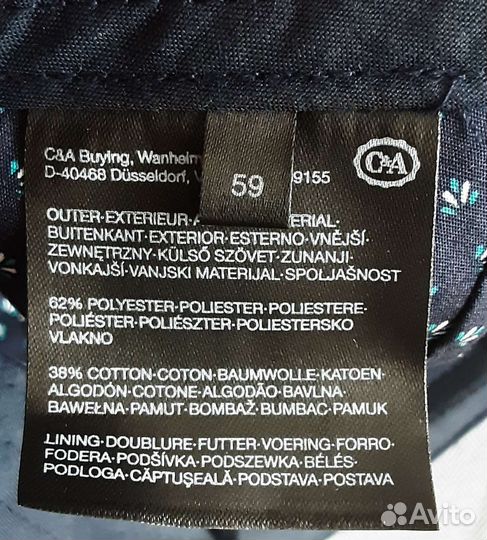 C&A Buying, Wanheim
D-40468 Düsseldorf, 9155
C&A
59
OUTER·EXTERIEUR·A ERIAL·
BUITENKANT·EXTERIOR·ESTERNO·VNĚJŠÍ·
ZEWNĘTRZNY·KÜLSŐ SZÖVET·ZUNANJI·
VONKAJŠÍ·VANJSKI MATERIJAL·SPOLJAŠNOST
62% POLYESTER·POLIESTER·POLIESTERE·
POLIÉSTER·POLIÉSZTER·POLIESTERSKO
VLAKNO
38% COTTON·COTON·BAUMWOLLE·KATOEN·
ALGODÓN·COTONE·ALGODÃO·BAVLNA·
BAWEŁNA·PAMUT·BOMBAŽ·BUMBAC·PAMUK
LINING·DOUBLURE·FUTTER·VOERING·FORRO·
FODERA·PODŠÍVKA·PODSZEWKA·BÉLÉS·
PODLOGA·CĂPTUŞEALĂ·PODSTAVA·POSTAVA
Avito